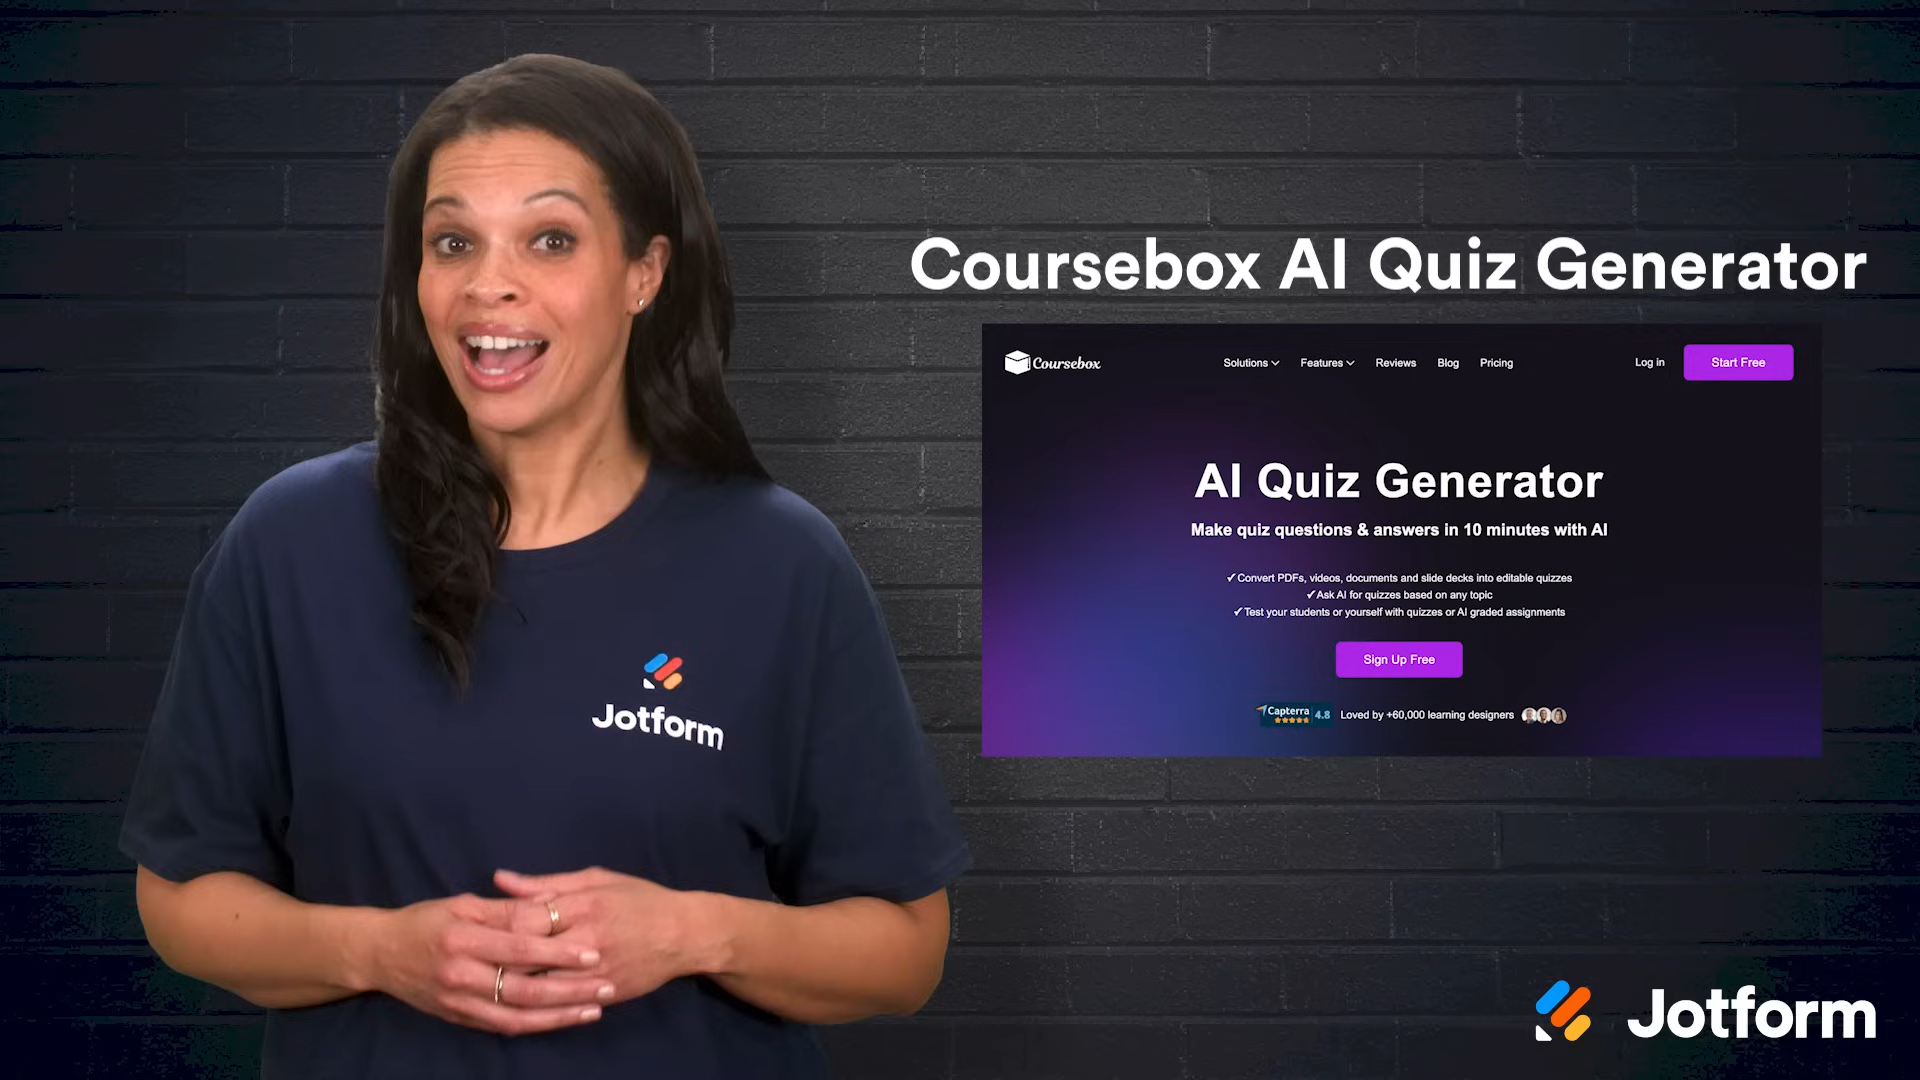 Coursebox AI Quiz Generator
Coursebox
Solutions
Features
Reviews
Blog
Pricing
Log in
Start Free
AI Quiz Generator
Make quiz questions & answers in 10 minutes with AI
✓Convert PDFs, videos, documents and slide decks into editable quizzes
✓Ask AI for quizzes based on any topic
✓Test your students or yourself with quizzes or AI graded assignments
Sign Up Free
Capterra 4.8
Loved by +60,000 learning designers
Jotform
Jotform